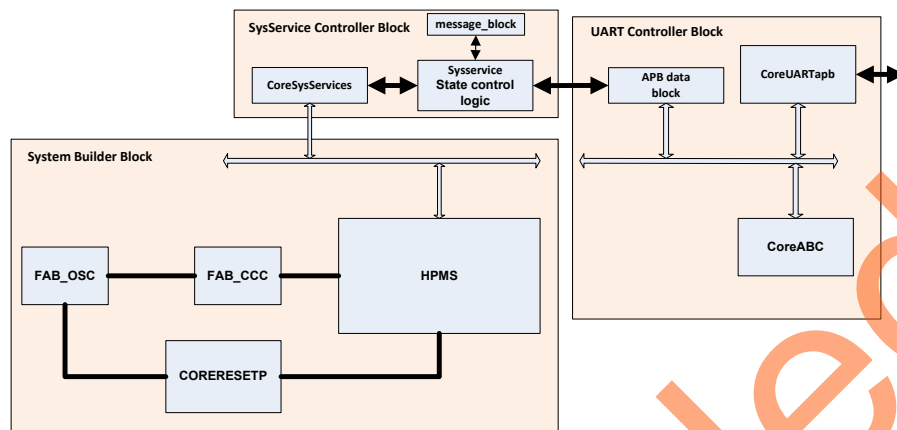 SysService Controller Block
message_block
CoreSysServices
Sysservice
State control
logic
UART Controller Block
APB data
block
CoreUARTapb
CoreABC
System Builder Block
FAB_OSC
FAB_CCC
HPMS
CORERESETP